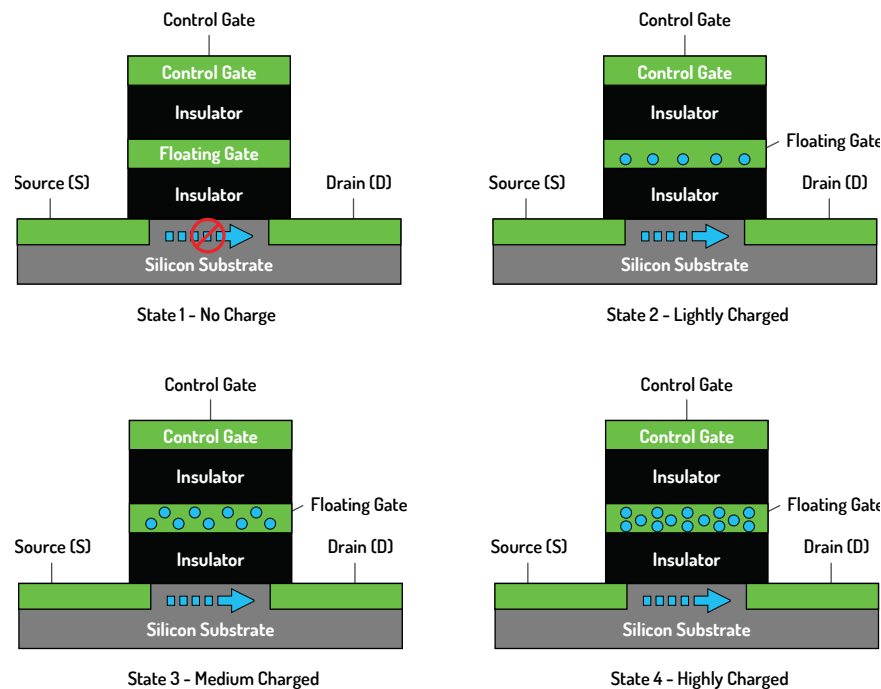 Control Gate
Control Gate
Insulator
Floating Gate
Insulator
Source (S)
Drain (D)
Silicon Substrate
State 1 - No Charge
Control Gate
Control Gate
Insulator
Floating Gate
Insulator
Source (S)
Drain (D)
Silicon Substrate
State 2 - Lightly Charged
Control Gate
Control Gate
Insulator
Floating Gate
Insulator
Source (S)
Drain (D)
Silicon Substrate
State 3 - Medium Charged
Control Gate
Control Gate
Insulator
Floating Gate
Insulator
Source (S)
Drain (D)
Silicon Substrate
State 4 - Highly Charged